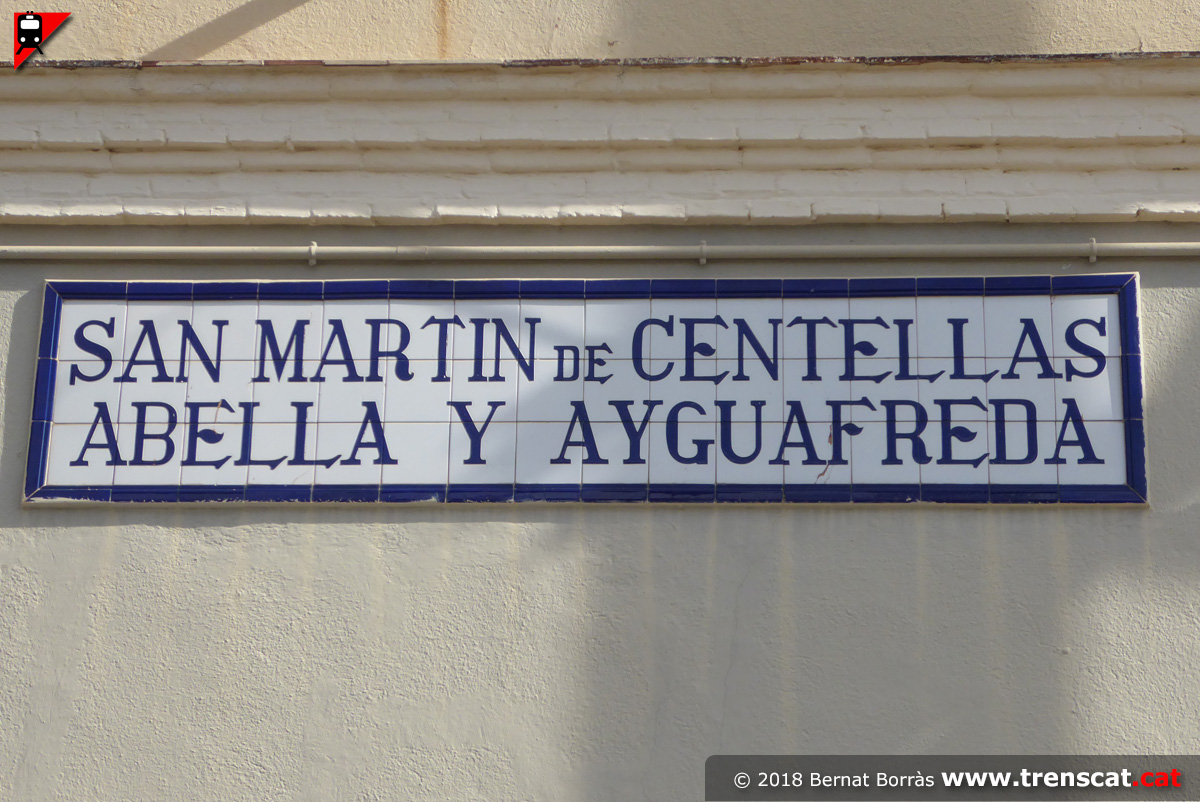 SAN MARTIN DE CENTELLAS
ABELLA Y AYGUAFREDA
© 2018 Bernat Borràs www.trenscat.cat